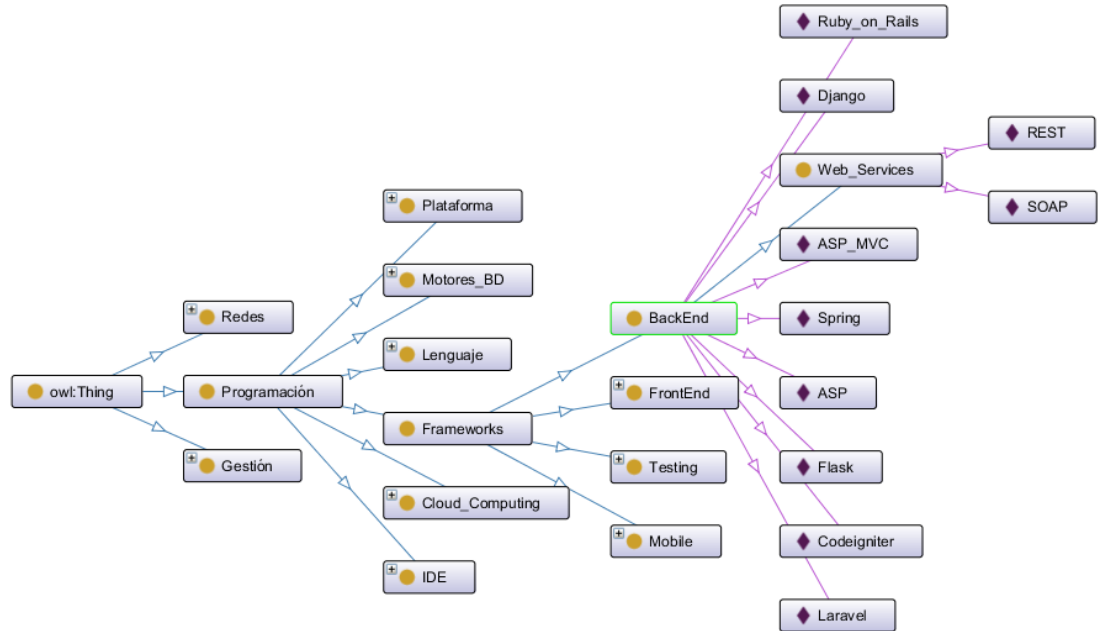 owl:Thing
Redes
Programación
Gestión
Plataforma
Motores_BD
Lenguaje
Frameworks
Cloud_Computing
IDE
BackEnd
FrontEnd
Testing
Mobile
Ruby_on_Rails
Django
Web_Services
ASP_MVC
Spring
ASP
Flask
Codeigniter
Laravel
REST
SOAP